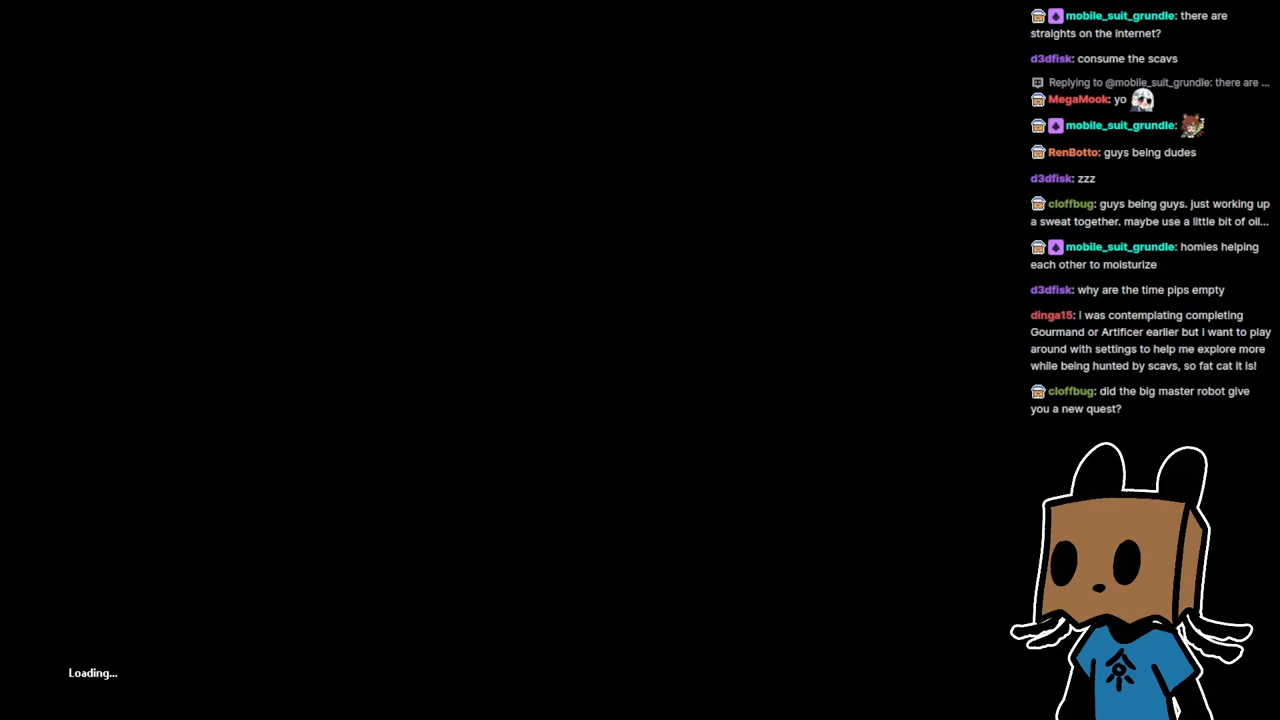 mobile_suit_grundle: there are
straights on the internet?
d3dfisk: consume the scavs
Replying to @mobile_suit_grundle: there are ...
MegaMook: yo
mobile_suit_grundle:
RenBotto: guys being dudes
d3dfisk: zzz
cloffbug: guys being guys. just working up
a sweat together. maybe use a little bit of oil...
mobile_suit_grundle: homies helping
each other to moisturize
d3dfisk: why are the time pips empty
dinga15: i was contemplating completing
Gourmand or Artificer earlier but i want to play
around with settings to help me explore more
while being hunted by scavs, so fat cat it is!
cloffbug: did the big master robot give
you a new quest?
Loading...